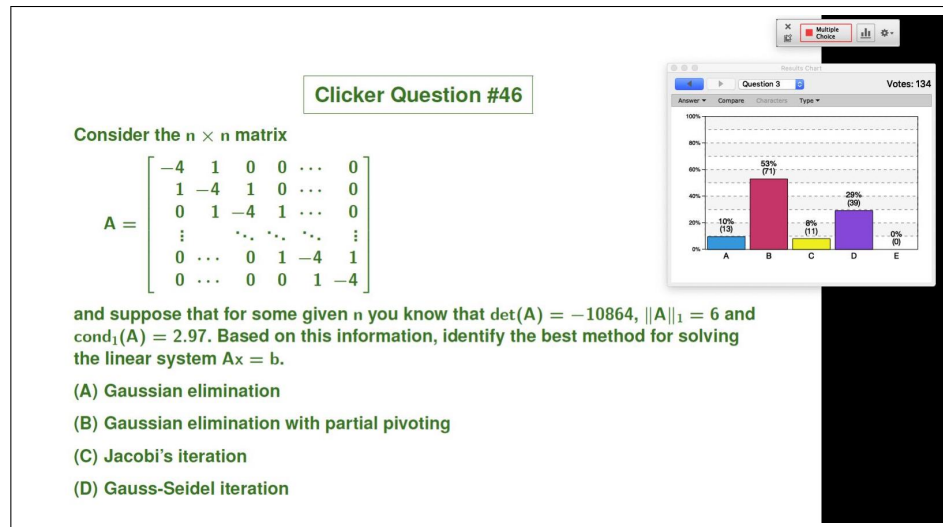 Multiple
Choice
Results Chart
Question 3
Votes: 134
Answer
Compare
Characters
Type
100%
80%
60%
40%
20%
0%
10%
(13)
53%
(71)
8%
(11)
29%
(39)
0%
(0)
A B C D E
Clicker Question #46
Consider the n × n matrix
A = [ −4 1 0 0 ⋯ 0
1 −4 1 0 ⋯ 0
0 1 −4 1 ⋯ 0
⋮ ⋱ ⋱ ⋱ ⋮
0 ⋯ 0 1 −4 1
0 ⋯ 0 0 1 −4 ]
and suppose that for some given n you know that det(A) = −10864, ||A||₁ = 6 and
cond₁(A) = 2.97. Based on this information, identify the best method for solving
the linear system Ax = b.
(A) Gaussian elimination
(B) Gaussian elimination with partial pivoting
(C) Jacobi's iteration
(D) Gauss-Seidel iteration